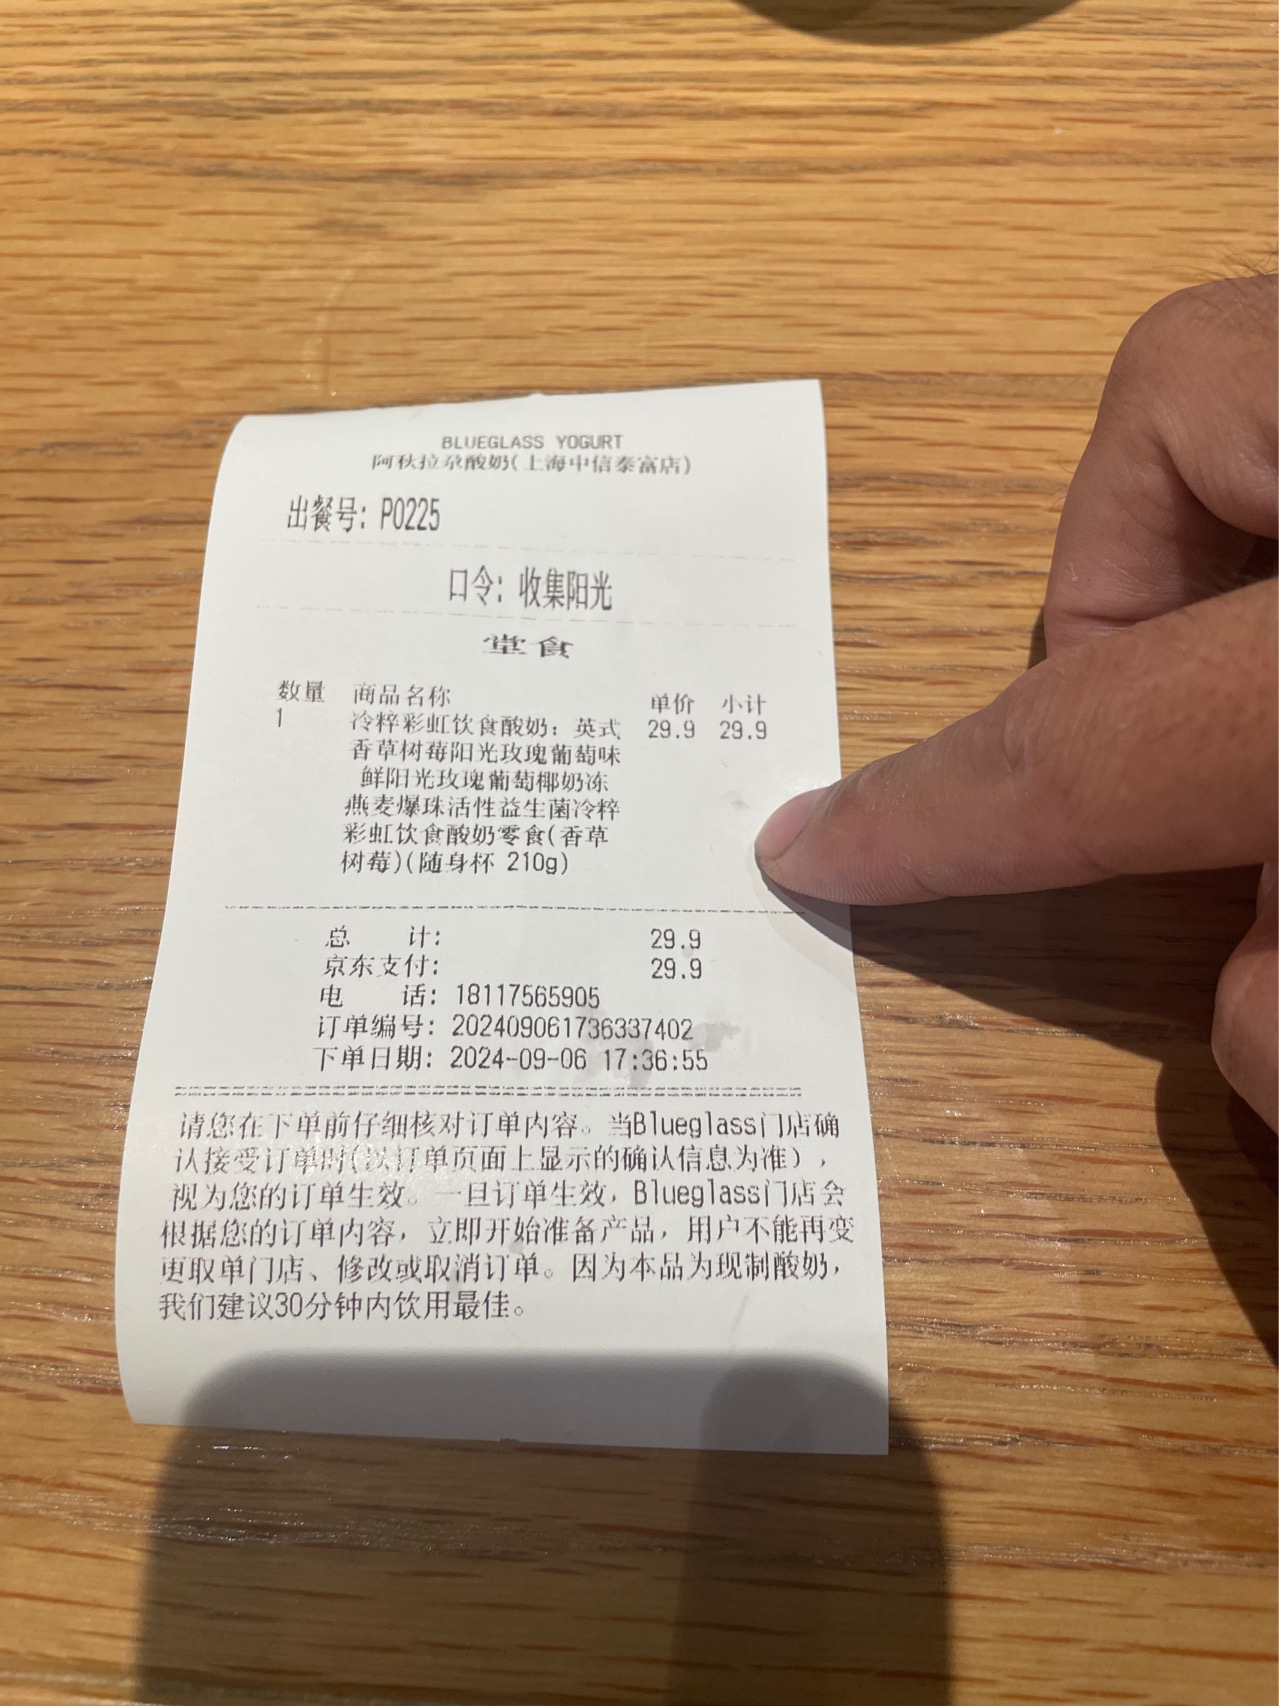 BLUEGLASS YOGURT
阿秋拉尕酸奶(上海中信泰富店)
出餐号: P0225
口令: 收集阳光
堂食
数量 商品名称 单价 小计
1 冷粹彩虹饮食酸奶: 英式 29.9 29.9
香草树莓阳光玫瑰葡萄味
鲜阳光玫瑰葡萄椰奶冻
燕麦爆珠活性益生菌冷粹
彩虹饮食酸奶零食(香草
树莓)(随身杯 210g)
总 计: 29.9
京东支付: 29.9
电 话: 18117565905
订单编号: 202409061736337402
下单日期: 2024-09-06 17:36:55
请您在下单前仔细核对订单内容。当Blueglass门店确
认接受订单时(以订单页面上显示的确认信息为准),
视为您的订单生效。一旦订单生效, Blueglass门店会
根据您的订单内容, 立即开始准备产品, 用户不能再变
更取单门店、修改或取消订单。因为本品为现制酸奶,
我们建议30分钟内饮用最佳。